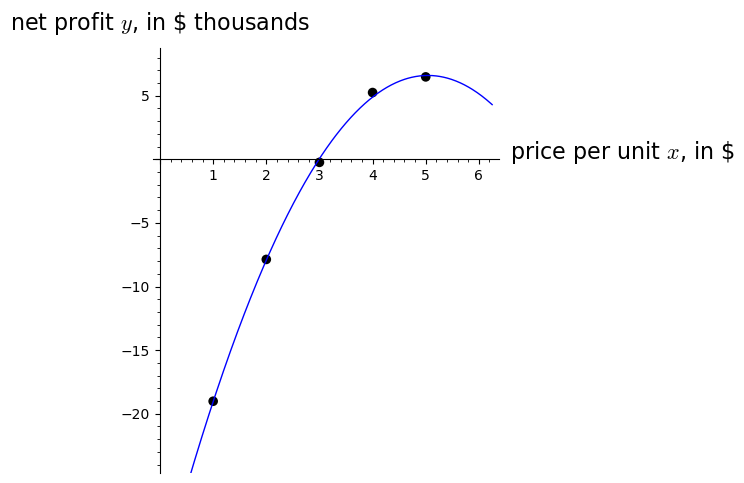 net profit y, in $ thousands
5
price per unit x, in $
1 2 3 4 5 6
−5
−10
−15
−20